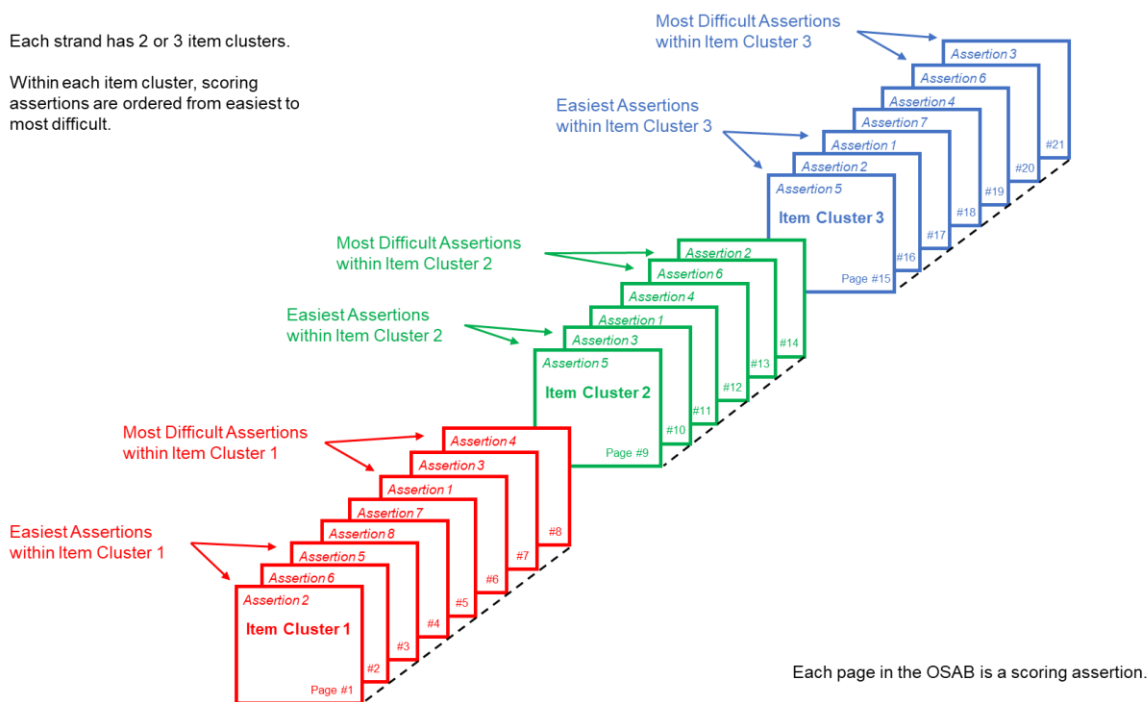 Each strand has 2 or 3 item clusters.
Within each item cluster, scoring
assertions are ordered from easiest to
most difficult.
Most Difficult Assertions
within Item Cluster 3
Assertion 3
Assertion 6
Easiest Assertions
within Item Cluster 3
Assertion 4
Assertion 7
Assertion 1
Assertion 2
Assertion 5
Item Cluster 3
#21
#20
#19
#18
#17
#16
Page #15
Most Difficult Assertions
within Item Cluster 2
Assertion 2
Assertion 6
Easiest Assertions
within Item Cluster 2
Assertion 4
Assertion 1
Assertion 3
Assertion 5
Item Cluster 2
#14
#13
#12
#11
#10
Page #9
Most Difficult Assertions
within Item Cluster 1
Assertion 4
Assertion 3
Assertion 1
Easiest Assertions
within Item Cluster 1
Assertion 7
Assertion 8
Assertion 5
Assertion 6
Assertion 2
Item Cluster 1
#8
#7
#6
#5
#4
#3
#2
Page #1
Each page in the OSAB is a scoring assertion.